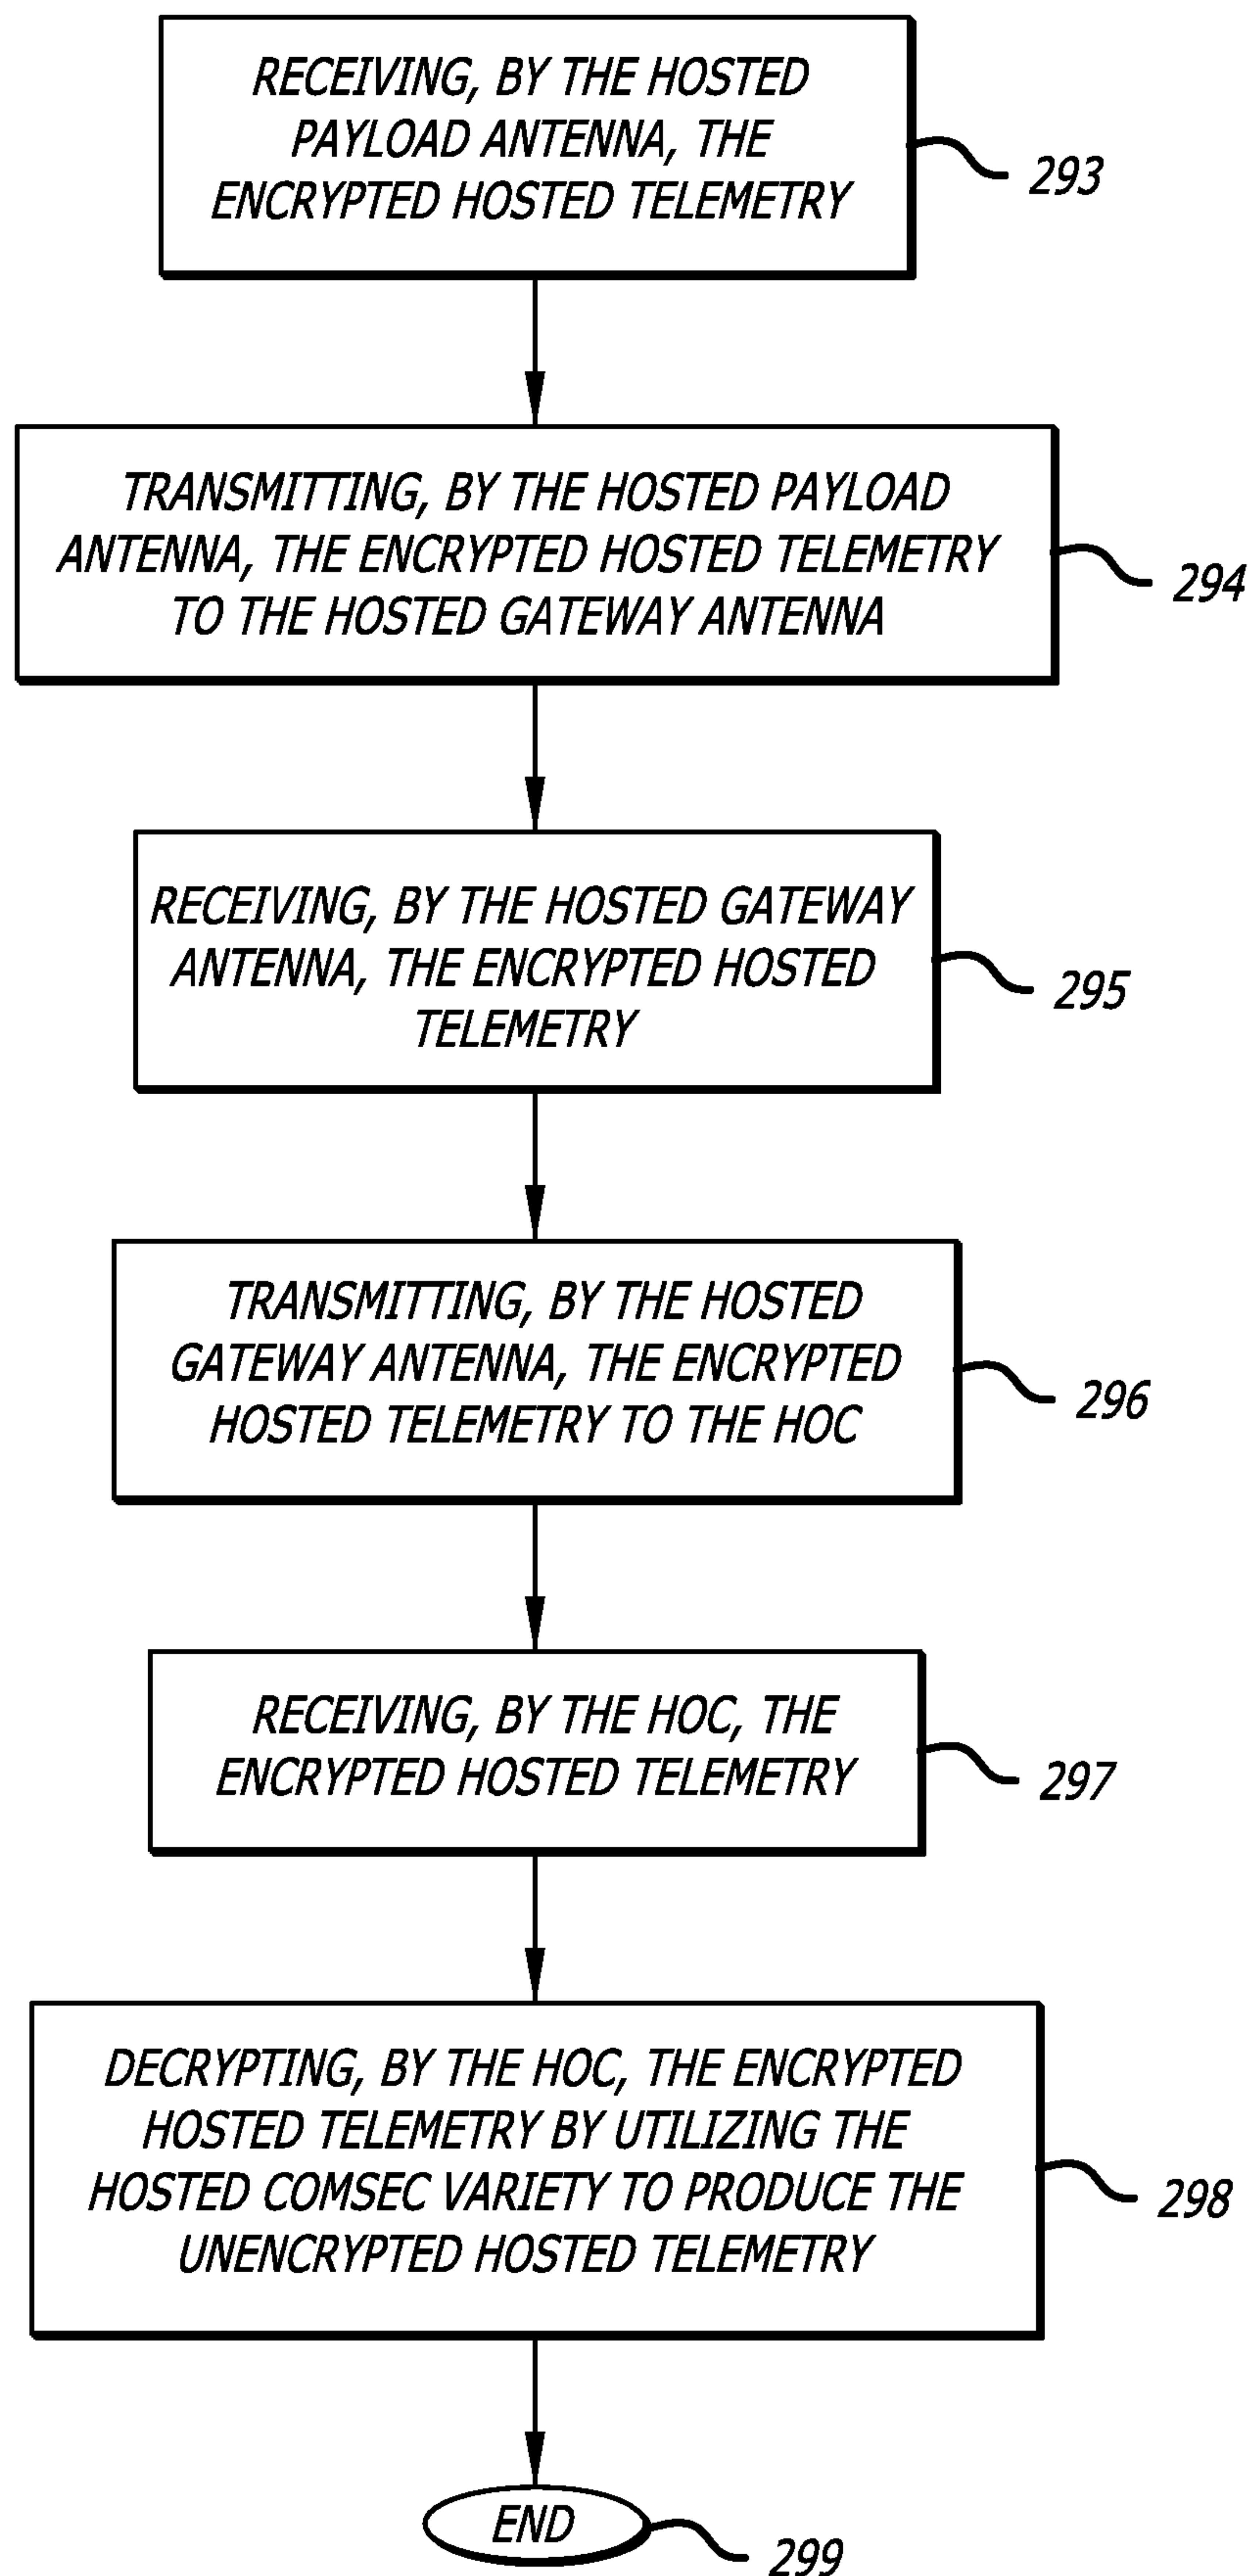 RECEIVING, BY THE HOSTED
PAYLOAD ANTENNA, THE
ENCRYPTED HOSTED TELEMETRY
293
TRANSMITTING, BY THE HOSTED PAYLOAD
ANTENNA, THE ENCRYPTED HOSTED TELEMETRY
TO THE HOSTED GATEWAY ANTENNA
294
RECEIVING, BY THE HOSTED GATEWAY
ANTENNA, THE ENCRYPTED HOSTED
TELEMETRY
295
TRANSMITTING, BY THE HOSTED
GATEWAY ANTENNA, THE ENCRYPTED
HOSTED TELEMETRY TO THE HOC
296
RECEIVING, BY THE HOC, THE
ENCRYPTED HOSTED TELEMETRY
297
DECRYPTING, BY THE HOC, THE ENCRYPTED
HOSTED TELEMETRY BY UTILIZING THE
HOSTED COMSEC VARIETY TO PRODUCE THE
UNENCRYPTED HOSTED TELEMETRY
298
END
299